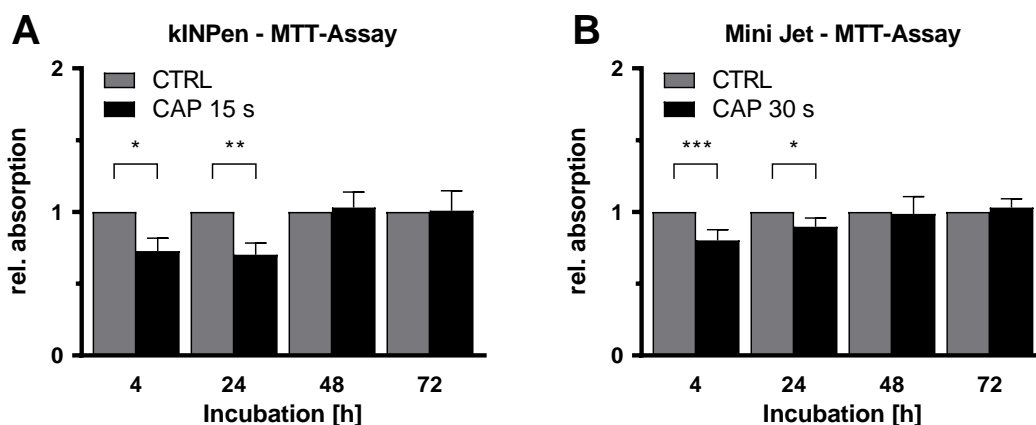 A
kINPen - MTT-Assay
2
1
0
rel. absorption
CTRL
CAP 15 s
*
**
4 24 48 72
Incubation [h]
B
Mini Jet - MTT-Assay
2
1
0
rel. absorption
CTRL
CAP 30 s
***
*
4 24 48 72
Incubation [h]